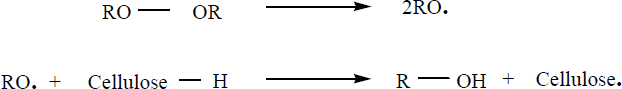 RO — OR ⟶ 2RO.
RO. + Cellulose — H ⟶ R — OH + Cellulose.